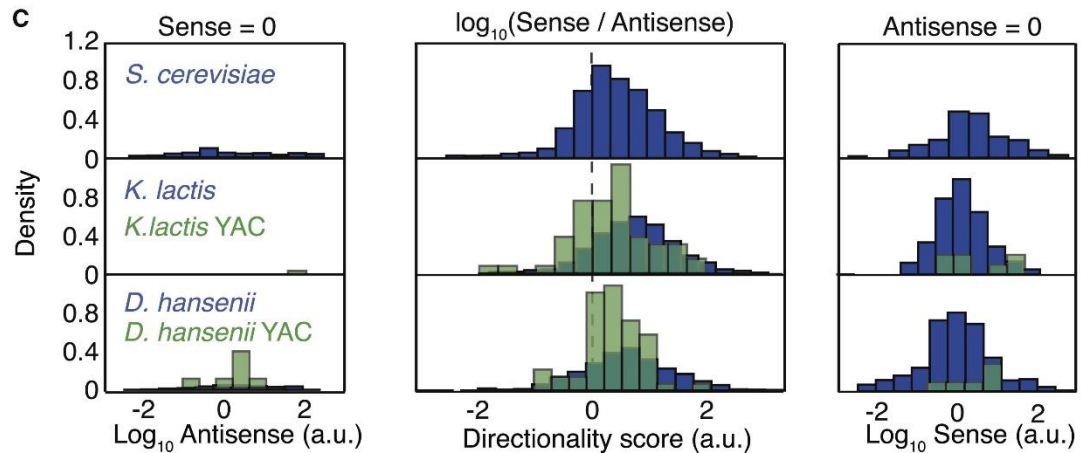 C
Sense = 0
log10(Sense / Antisense)
Antisense = 0
Density
1.2
0.8
0.4
0
S. cerevisiae
0.8
0.4
0
K. lactis
K.lactis YAC
0.8
0.4
0
D. hansenii
D. hansenii YAC
-2 0 2
Log10 Antisense (a.u.)
-2 0 2
Directionality score (a.u.)
-2 0 2
Log10 Sense (a.u.)